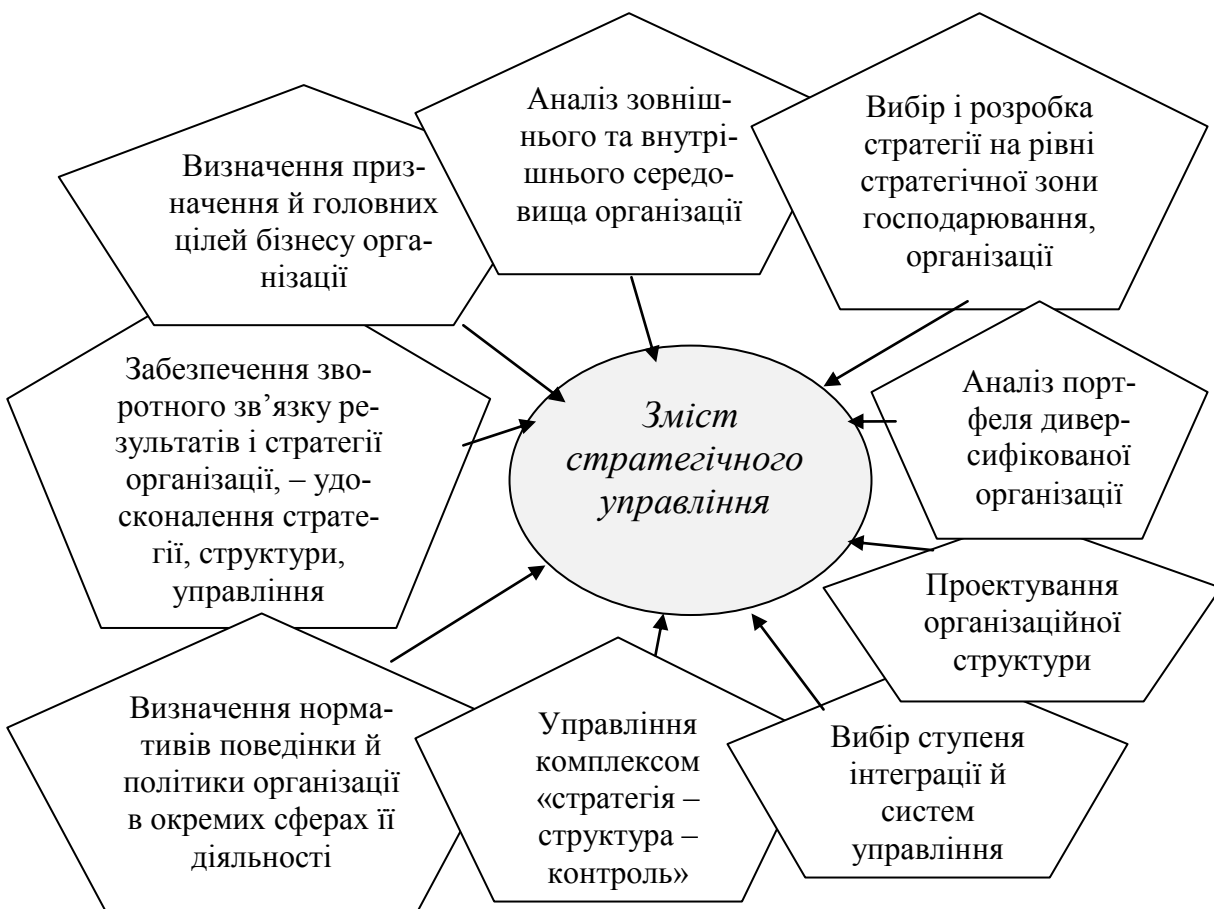 Визначення приз-
начення й головних
цілей бізнесу орга-
нізації
Аналіз зовніш-
нього та внутрі-
шнього середо-
вища організації
Вибір і розробка
стратегії на рівні
стратегічної зони
господарювання,
організації
Забезпечення зво-
ротного зв’язку ре-
зультатів і стратегії
організації, – удо-
сконалення страте-
гії, структури,
управління
Зміст
стратегічного
управління
Аналіз порт-
феля дивер-
сифікованої
організації
Проектування
організаційної
структури
Визначення норма-
тивів поведінки й
політики організації
в окремих сферах її
діяльності
Управління
комплексом
«стратегія –
структура –
контроль»
Вибір ступеня
інтеграції й
систем
управління